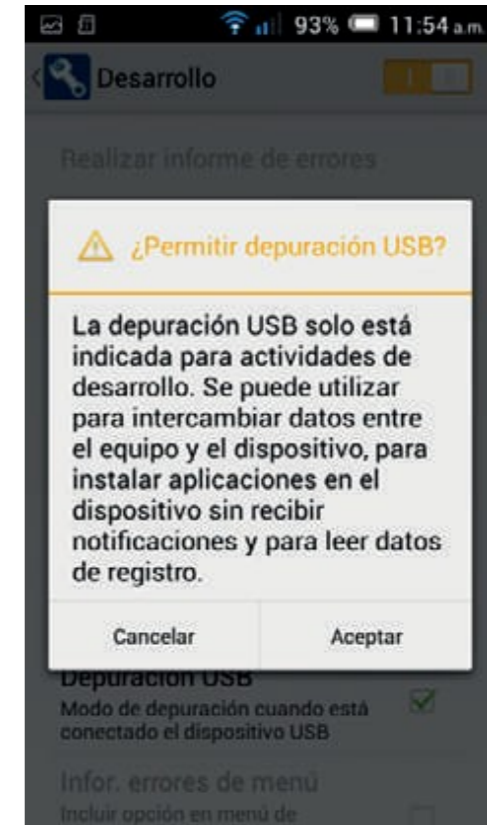 93% 11:54 a.m.
Desarrollo
Realizar informe de errores
¿Permitir depuración USB?
La depuración USB solo está
indicada para actividades de
desarrollo. Se puede utilizar
para intercambiar datos entre
el equipo y el dispositivo, para
instalar aplicaciones en el
dispositivo sin recibir
notificaciones y para leer datos
de registro.
Cancelar Aceptar
Depuración USB
Modo de depuración cuando está
conectado el dispositivo USB
Infor. errores de menú
Incluir opción en menú de